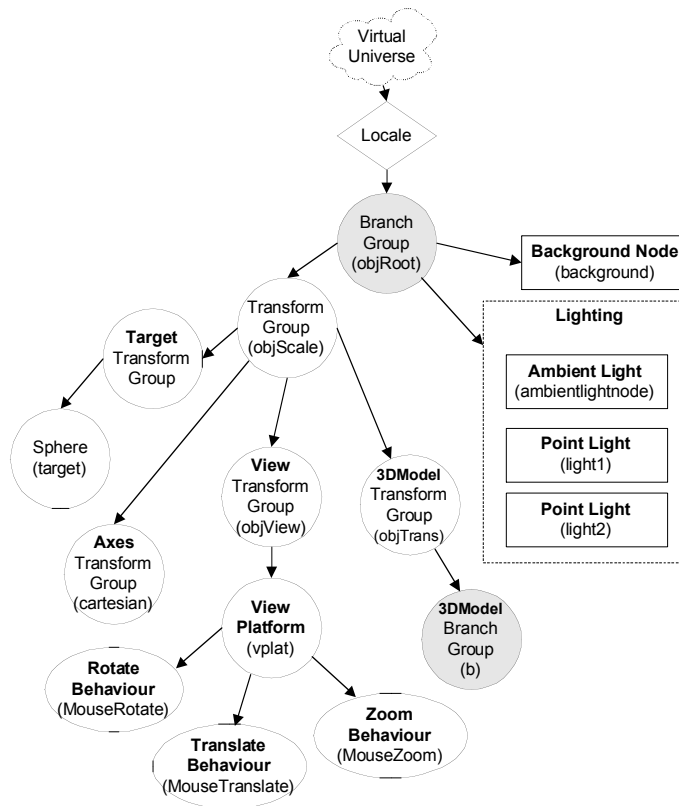 Virtual
Universe
Locale
Branch
Group
(objRoot)
Background Node
(background)
Lighting
Ambient Light
(ambientlightnode)
Point Light
(light1)
Point Light
(light2)
Transform
Group
(objScale)
Target
Transform
Group
Sphere
(target)
Axes
Transform
Group
(cartesian)
View
Transform
Group
(objView)
3DModel
Transform
Group
(objTrans)
View
Platform
(vplat)
3DModel
Branch
Group
(b)
Rotate
Behaviour
(MouseRotate)
Translate
Behaviour
(MouseTranslate)
Zoom
Behaviour
(MouseZoom)